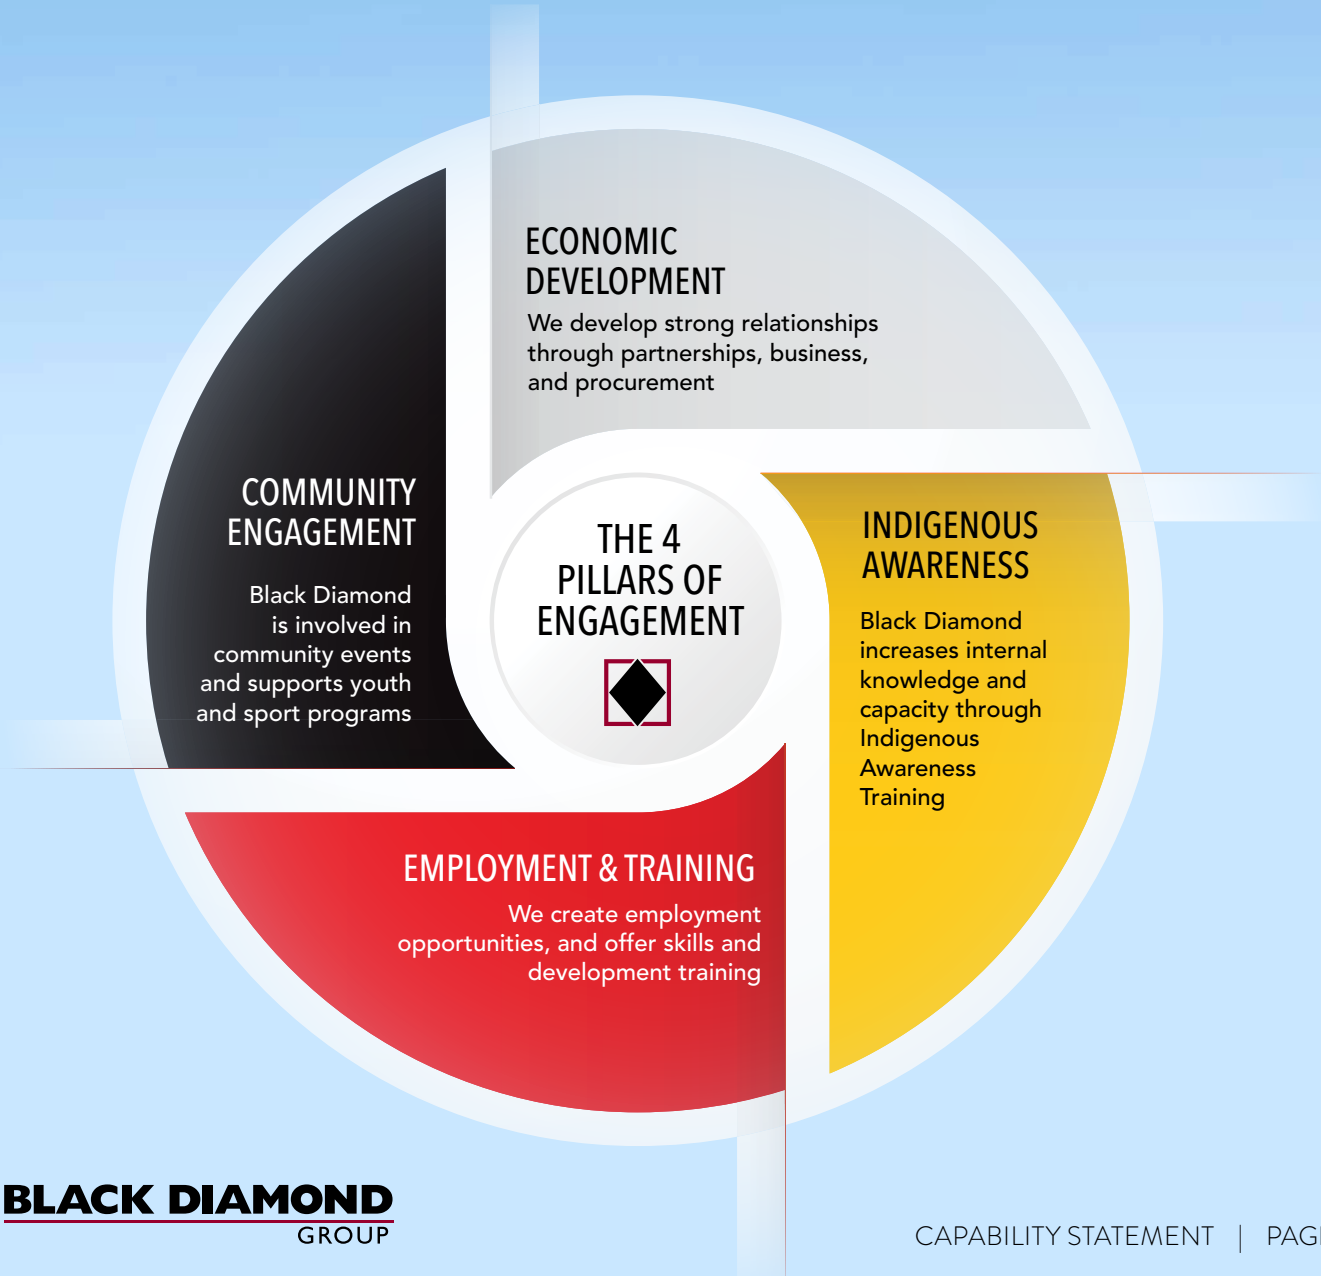 ECONOMIC
DEVELOPMENT
We develop strong relationships
through partnerships, business,
and procurement
COMMUNITY
ENGAGEMENT
Black Diamond
is involved in
community events
and supports youth
and sport programs
THE 4
PILLARS OF
ENGAGEMENT
INDIGENOUS
AWARENESS
Black Diamond
increases internal
knowledge and
capacity through
Indigenous
Awareness
Training
EMPLOYMENT & TRAINING
We create employment
opportunities, and offer skills and
development training
BLACK DIAMOND
GROUP
CAPABILITY STATEMENT | PAG